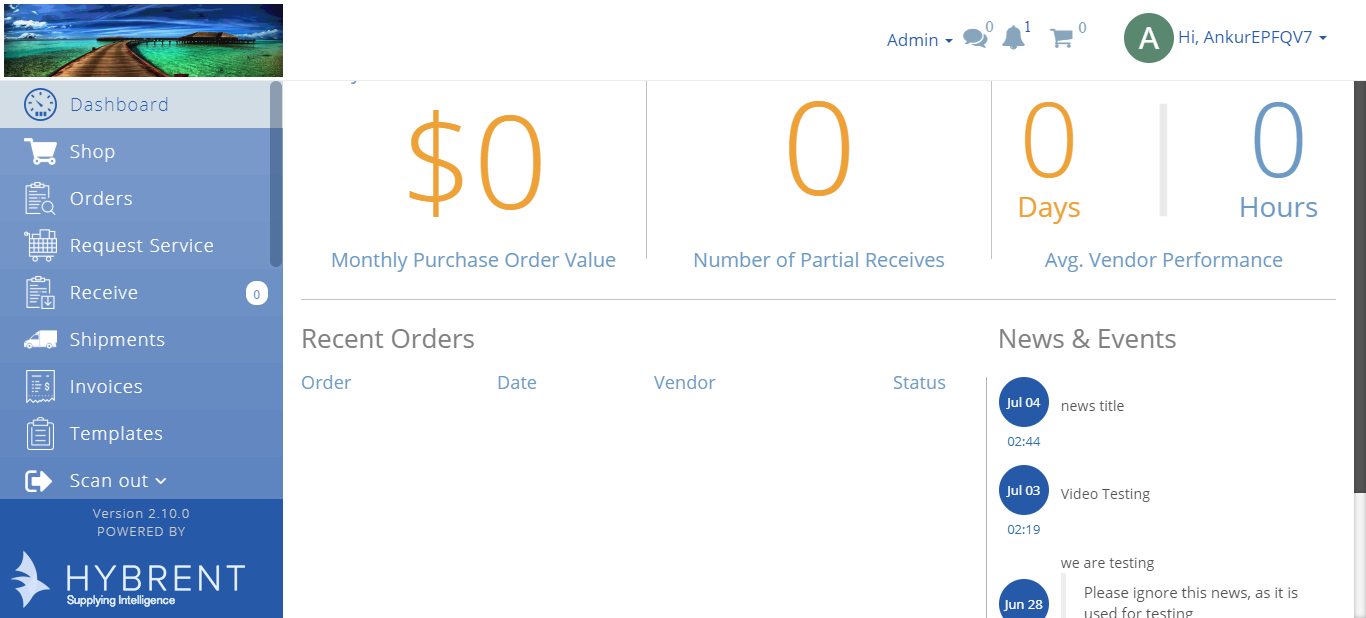 Admin
0
1
0
A
Hi, AnkurEPFQV7
Dashboard
Shop
Orders
Request Service
Receive
0
Shipments
Invoices
Templates
Scan out
Version 2.10.0
POWERED BY
HYBRENT
Supplying Intelligence
$0
Monthly Purchase Order Value
0
Number of Partial Receives
0
Days
0
Hours
Avg. Vendor Performance
Recent Orders
Order Date Vendor Status
News & Events
Jul 04
news title
02:44
Jul 03
Video Testing
02:19
we are testing
Jun 28
Please ignore this news, as it is
used for testing